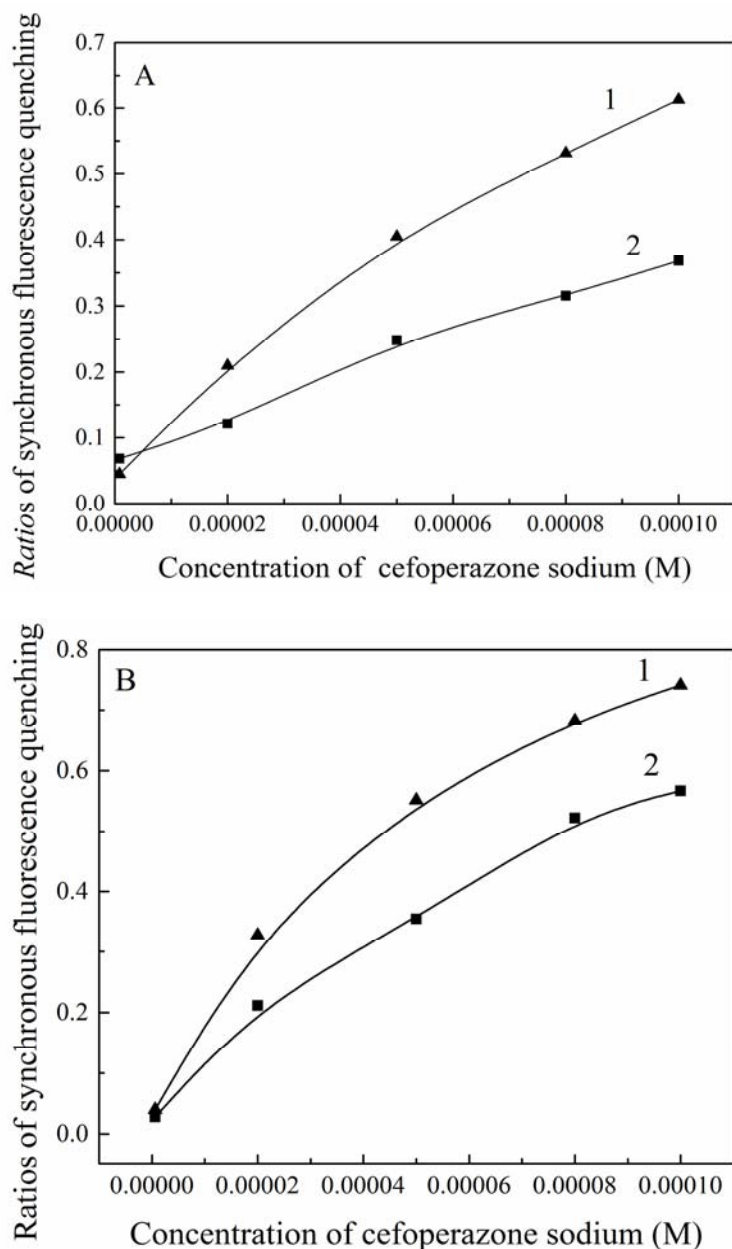 A
0.7
0.6
0.5
0.4
0.3
0.2
0.1
0.0
1
2
0.00000 0.00002 0.00004 0.00006 0.00008 0.00010
Ratios of synchronous fluorescence quenching
Concentration of cefoperazone sodium (M)
B
0.8
0.6
0.4
0.2
0.0
1
2
0.00000 0.00002 0.00004 0.00006 0.00008 0.00010
Ratios of synchronous fluorescence quenching
Concentration of cefoperazone sodium (M)